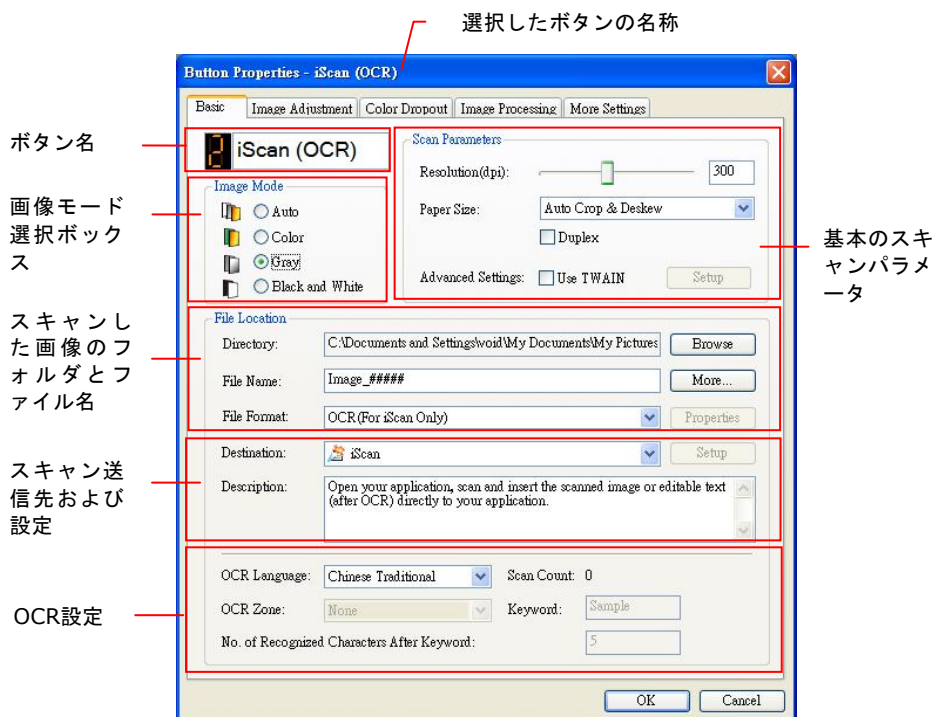 選択したボタンの名称
Button Properties - iScan (OCR)
Basic Image Adjustment Color Dropout Image Processing More Settings
ボタン名
2 iScan (OCR)
画像モード
選択ボック
ス
Image Mode
Auto
Color
Gray
Black and White
Scan Parameters
Resolution(dpi): 300
Paper Size: Auto Crop & Deskew
Duplex
Advanced Settings: Use TWAIN Setup
基本のスキ
ャンパラメ
ータ
スキャンし
た画像のフ
ォルダとフ
ァイル名
File Location
Directory: C:\Documents and Settings\void\My Documents\My Pictures Browse
File Name: Image_##### More...
File Format: OCR(For iScan Only) Properties
スキャン送
信先および
設定
Destination: iScan Setup
Description: Open your application, scan and insert the scanned image or editable text
(after OCR) directly to your application.
OCR設定
OCR Language: Chinese Traditional Scan Count: 0
OCR Zone: None Keyword: Sample
No. of Recognized Characters After Keyword: 5
OK Cancel